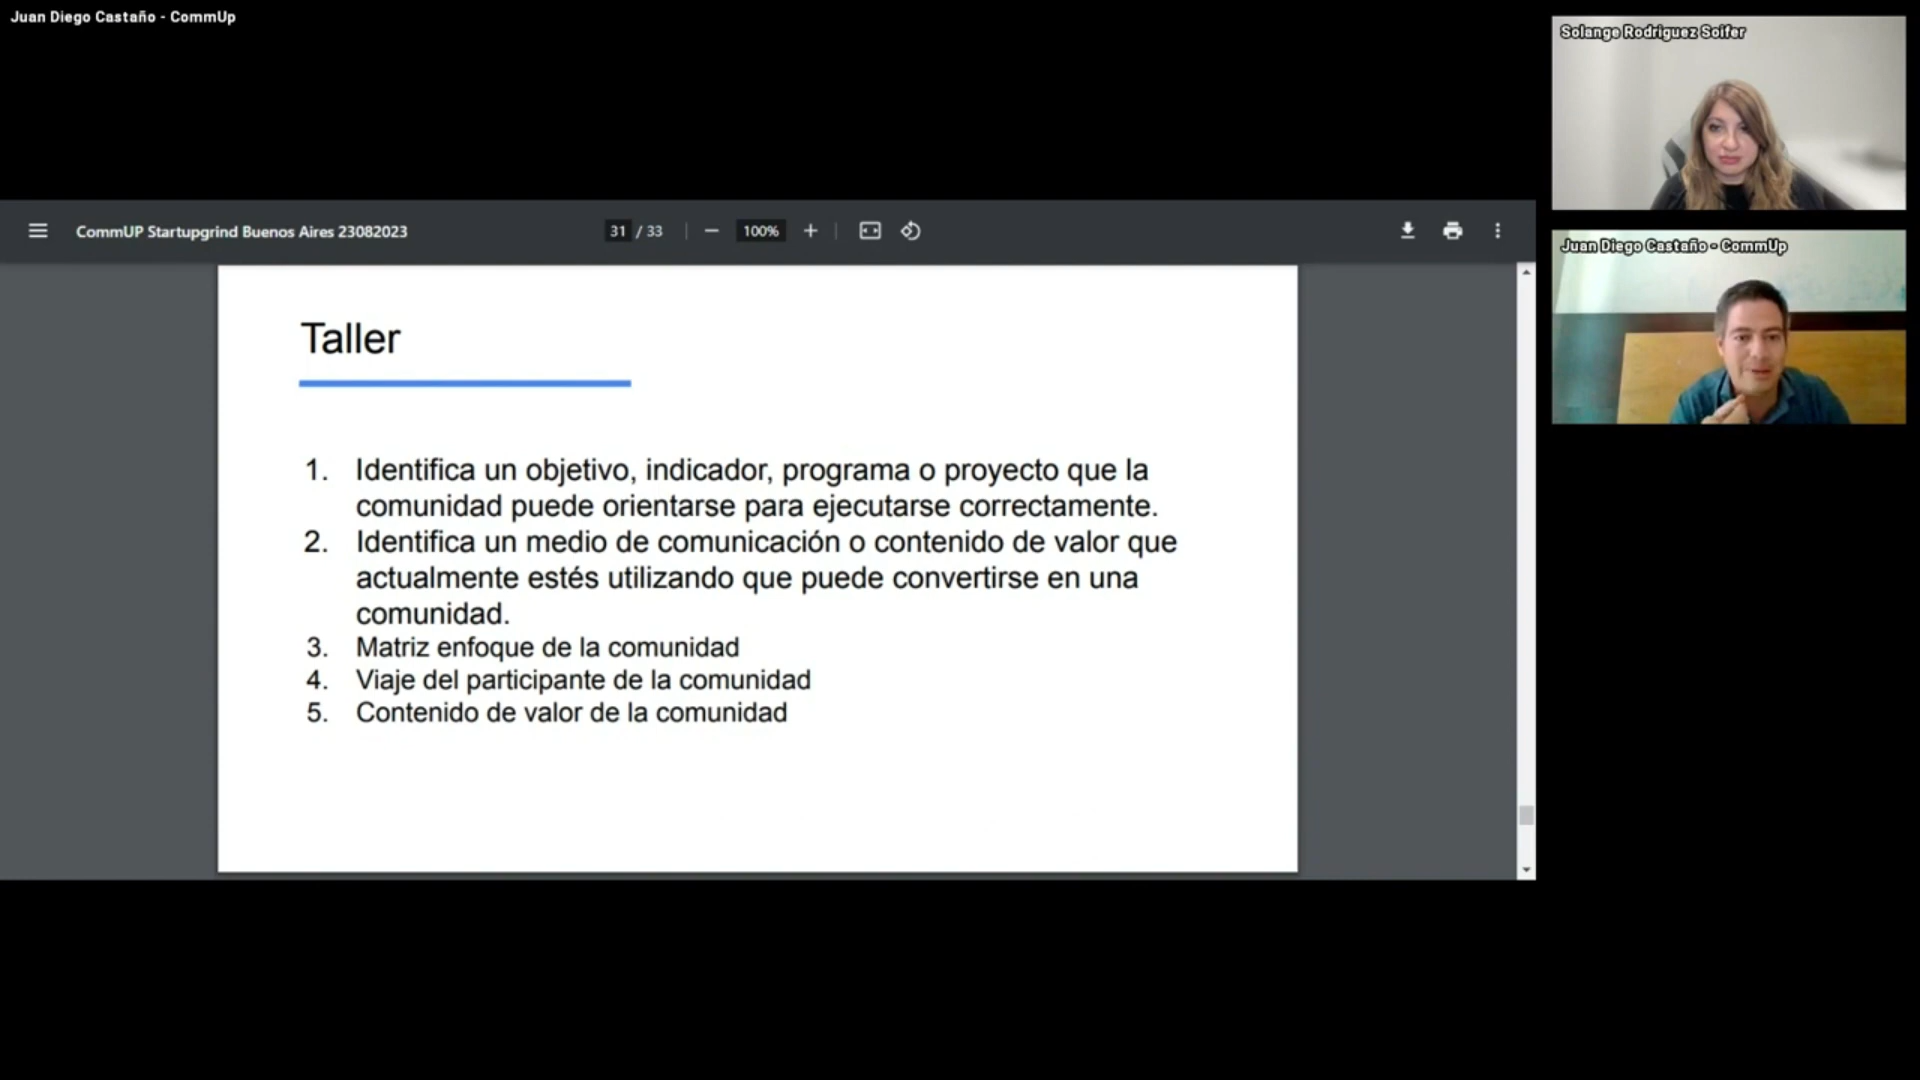 Juan Diego Castaño - CommUp
Solange Rodriguez Soifer
Juan Diego Castaño - CommUp
CommUP Startupgrind Buenos Aires 23082023
31 / 33
100%
Taller
1. Identifica un objetivo, indicador, programa o proyecto que la
comunidad puede orientarse para ejecutarse correctamente.
2. Identifica un medio de comunicación o contenido de valor que
actualmente estés utilizando que puede convertirse en una
comunidad.
3. Matriz enfoque de la comunidad
4. Viaje del participante de la comunidad
5. Contenido de valor de la comunidad